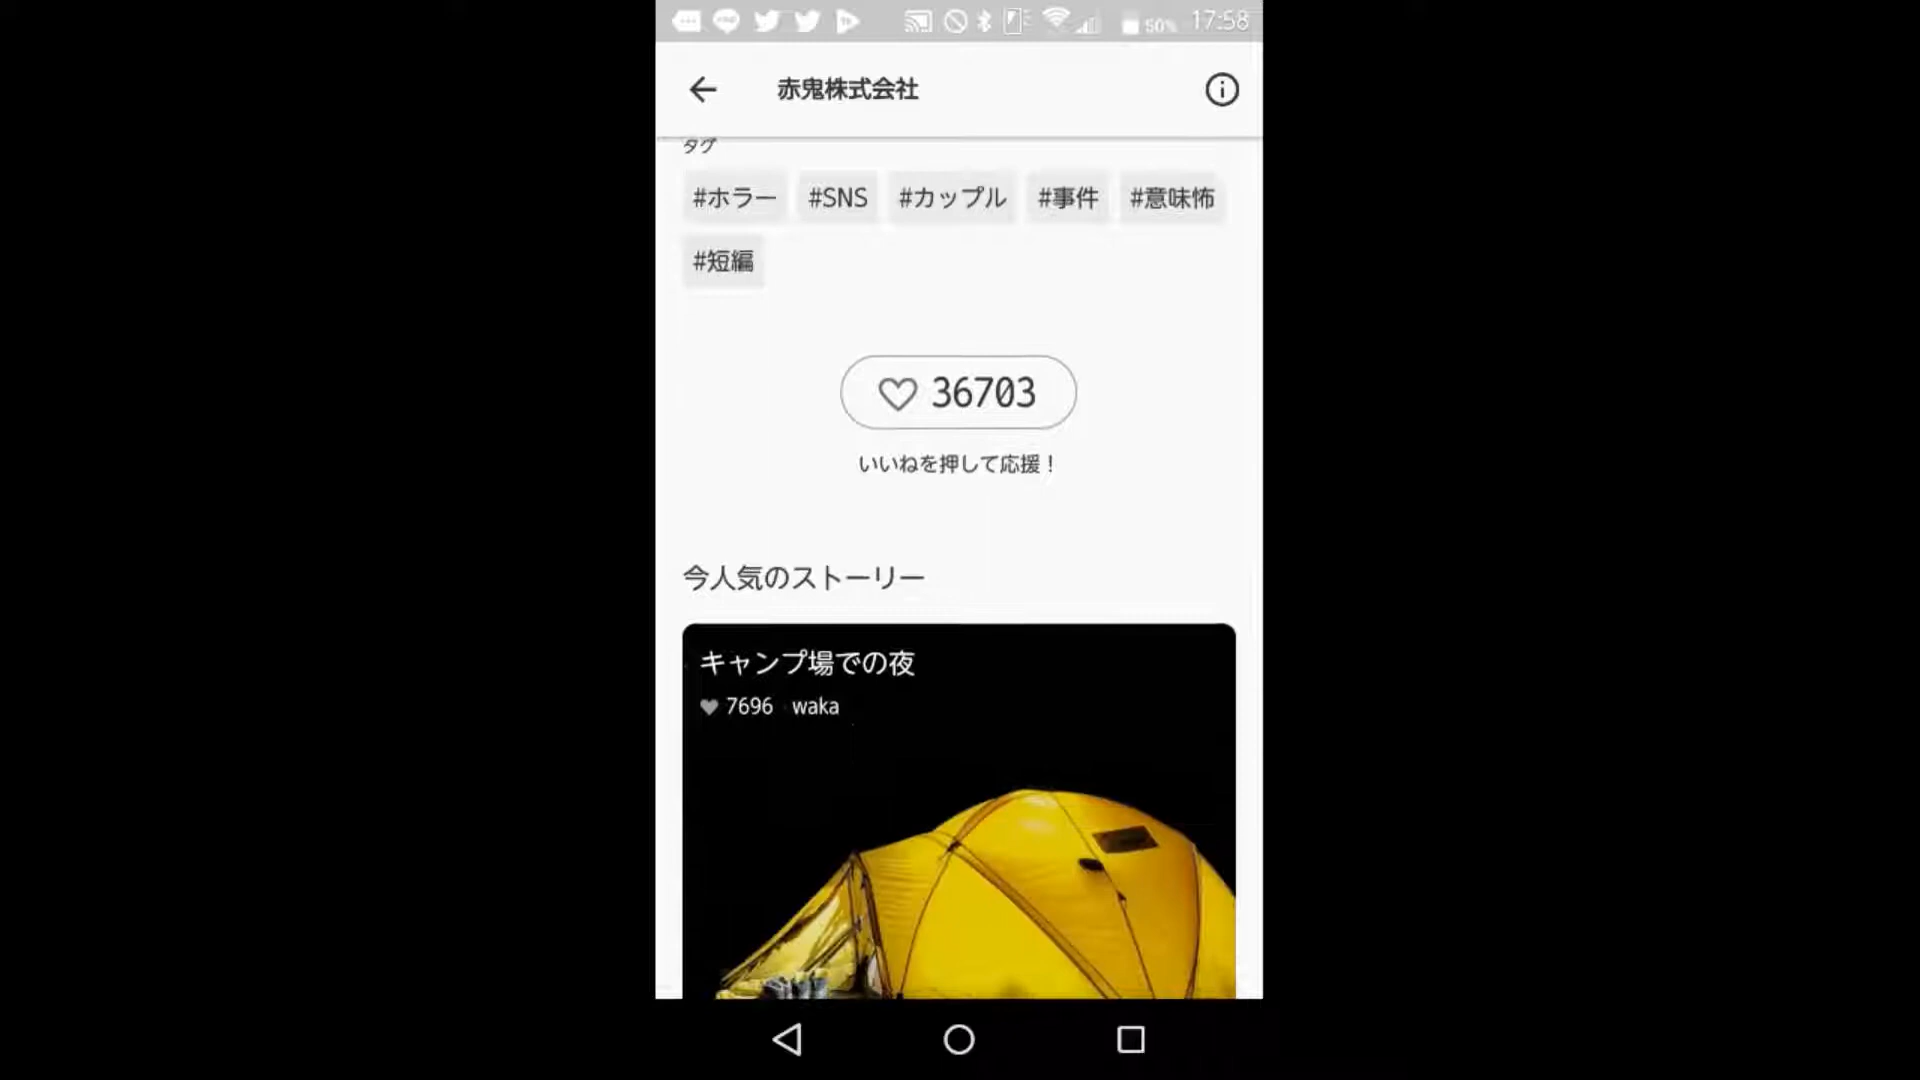 50% 17:58
赤鬼株式会社
タグ
#ホラー #SNS #カップル #事件 #意味怖
#短編
36703
いいねを押して応援！
今人気のストーリー
キャンプ場での夜
7696 waka